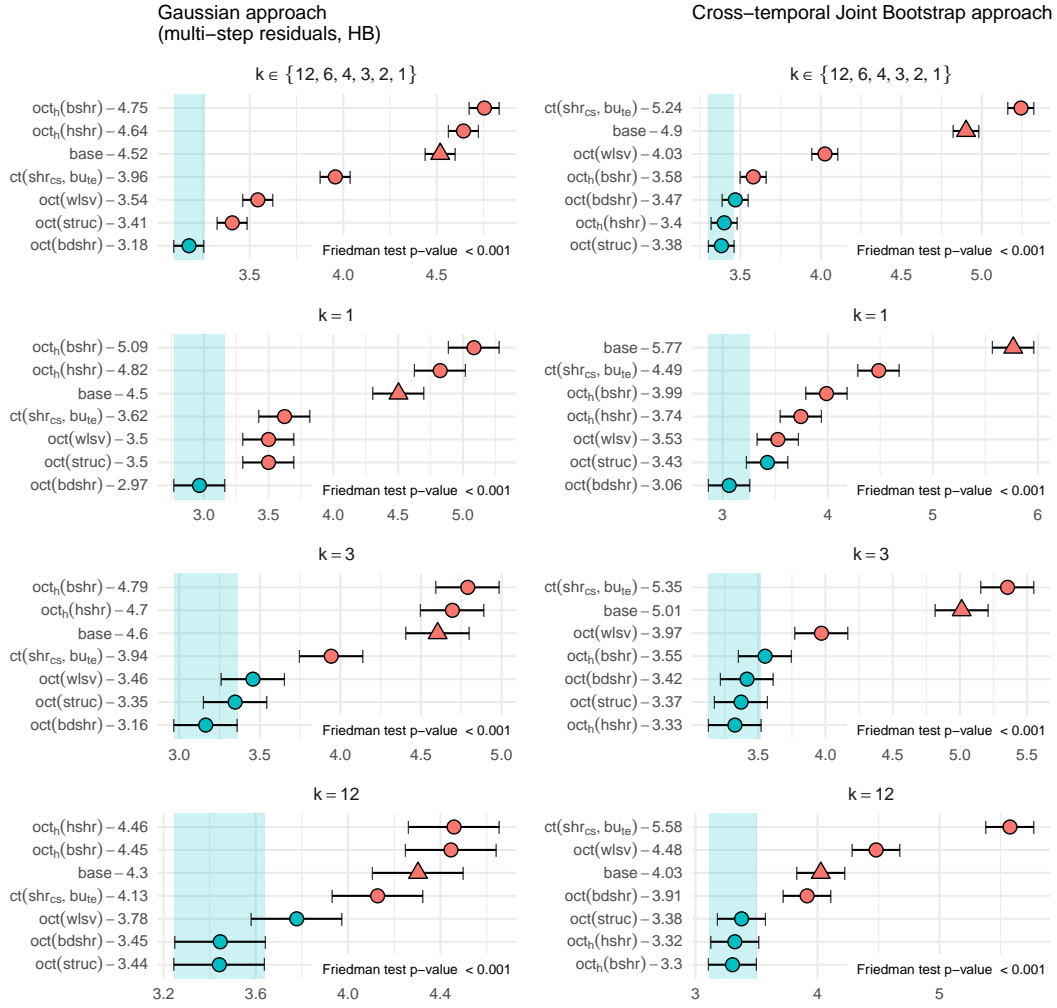 Gaussian approach
(multi−step residuals, HB)
k ∈ {12, 6, 4, 3, 2, 1}
octₕ(bshr) − 4.75
octₕ(hshr) − 4.64
base − 4.52
ct(shr_cs, bu_te) − 3.96
oct(wlsv) − 3.54
oct(struc) − 3.41
oct(bdshr) − 3.18
Friedman test p−value < 0.001
3.5 4.0 4.5
k = 1
octₕ(bshr) − 5.09
octₕ(hshr) − 4.82
base − 4.5
ct(shr_cs, bu_te) − 3.62
oct(wlsv) − 3.5
oct(struc) − 3.5
oct(bdshr) − 2.97
Friedman test p−value < 0.001
3.0 3.5 4.0 4.5 5.0
k = 3
octₕ(bshr) − 4.79
octₕ(hshr) − 4.7
base − 4.6
ct(shr_cs, bu_te) − 3.94
oct(wlsv) − 3.46
oct(struc) − 3.35
oct(bdshr) − 3.16
Friedman test p−value < 0.001
3.0 3.5 4.0 4.5 5.0
k = 12
octₕ(hshr) − 4.46
octₕ(bshr) − 4.45
base − 4.3
ct(shr_cs, bu_te) − 4.13
oct(wlsv) − 3.78
oct(bdshr) − 3.45
oct(struc) − 3.44
Friedman test p−value < 0.001
3.2 3.6 4.0 4.4
Cross−temporal Joint Bootstrap approach
k ∈ {12, 6, 4, 3, 2, 1}
ct(shr_cs, bu_te) − 5.24
base − 4.9
oct(wlsv) − 4.03
octₕ(bshr) − 3.58
oct(bdshr) − 3.47
octₕ(hshr) − 3.4
oct(struc) − 3.38
Friedman test p−value < 0.001
3.5 4.0 4.5 5.0
k = 1
base − 5.77
ct(shr_cs, bu_te) − 4.49
octₕ(bshr) − 3.99
octₕ(hshr) − 3.74
oct(wlsv) − 3.53
oct(struc) − 3.43
oct(bdshr) − 3.06
Friedman test p−value < 0.001
3 4 5 6
k = 3
ct(shr_cs, bu_te) − 5.35
base − 5.01
oct(wlsv) − 3.97
octₕ(bshr) − 3.55
oct(bdshr) − 3.42
oct(struc) − 3.37
octₕ(hshr) − 3.33
Friedman test p−value < 0.001
3.5 4.0 4.5 5.0 5.5
k = 12
ct(shr_cs, bu_te) − 5.58
oct(wlsv) − 4.48
base − 4.03
oct(bdshr) − 3.91
oct(struc) − 3.38
octₕ(hshr) − 3.32
octₕ(bshr) − 3.3
Friedman test p−value < 0.001
3 4 5